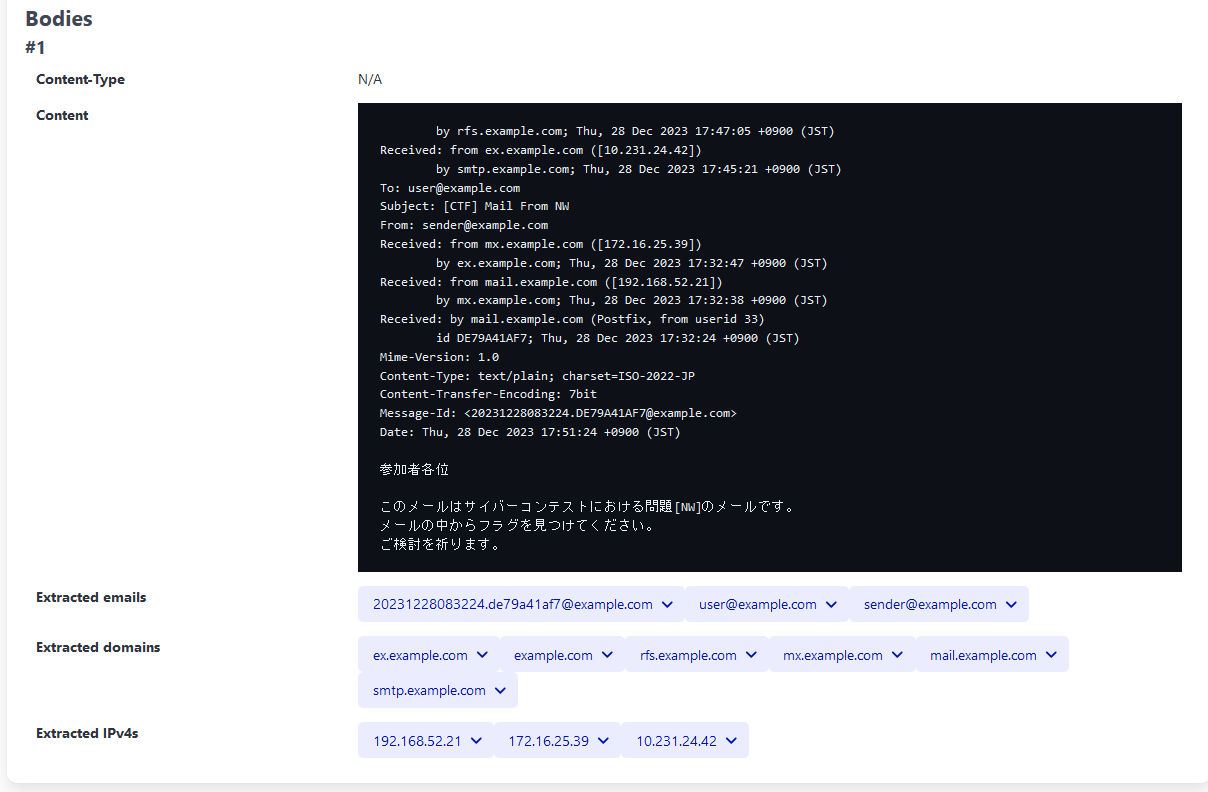 Bodies
#1
Content-Type N/A
Content
by rfs.example.com; Thu, 28 Dec 2023 17:47:05 +0900 (JST)
Received: from ex.example.com ([10.231.24.42])
by smtp.example.com; Thu, 28 Dec 2023 17:45:21 +0900 (JST)
To: user@example.com
Subject: [CTF] Mail From NW
From: sender@example.com
Received: from mx.example.com ([172.16.25.39])
by ex.example.com; Thu, 28 Dec 2023 17:32:47 +0900 (JST)
Received: from mail.example.com ([192.168.52.21])
by mx.example.com; Thu, 28 Dec 2023 17:32:38 +0900 (JST)
Received: by mail.example.com (Postfix, from userid 33)
id DE79A41AF7; Thu, 28 Dec 2023 17:32:24 +0900 (JST)
Mime-Version: 1.0
Content-Type: text/plain; charset=ISO-2022-JP
Content-Transfer-Encoding: 7bit
Message-Id: <20231228083224.DE79A41AF7@example.com>
Date: Thu, 28 Dec 2023 17:51:24 +0900 (JST)
参加者各位
このメールはサイバーコンテストにおける問題[NW]のメールです。
メールの中からフラグを見つけてください。
ご検討を祈ります。
Extracted emails 20231228083224.de79a41af7@example.com user@example.com sender@example.com
Extracted domains ex.example.com example.com rfs.example.com mx.example.com mail.example.com
smtp.example.com
Extracted IPv4s 192.168.52.21 172.16.25.39 10.231.24.42